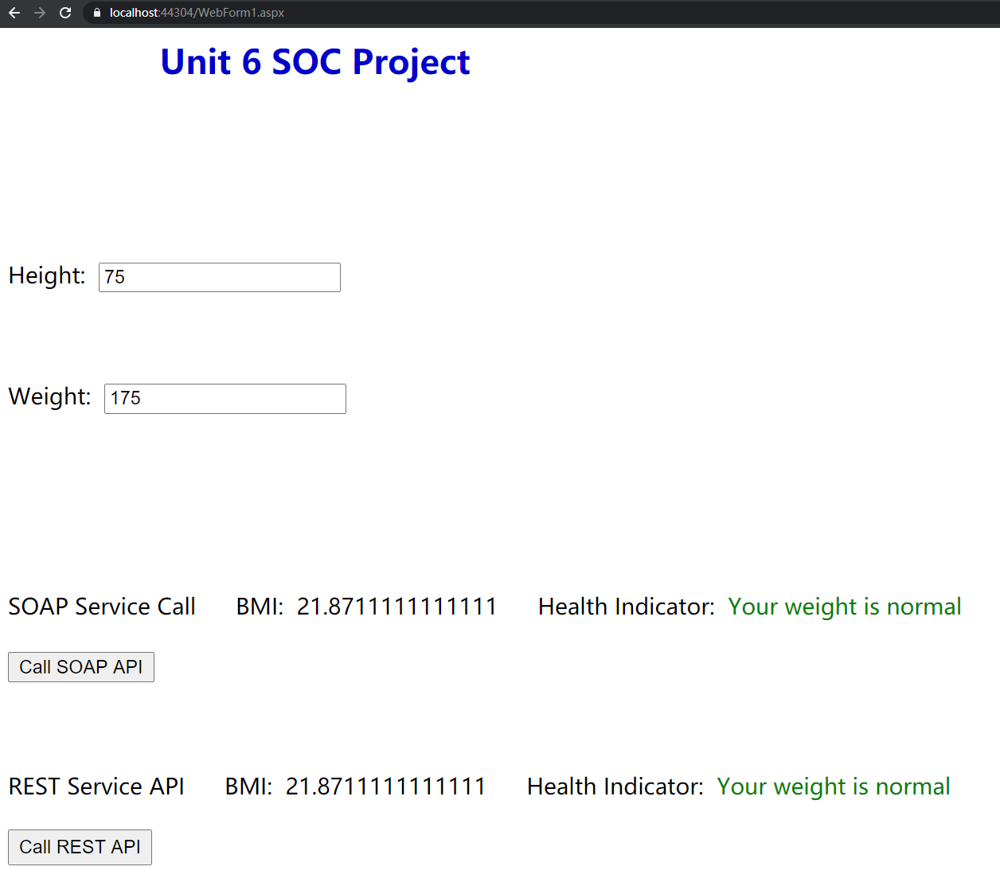 localhost:44304/WebForm1.aspx
Unit 6 SOC Project
Height: 75
Weight: 175
SOAP Service Call BMI: 21.8711111111111 Health Indicator: Your weight is normal
Call SOAP API
REST Service API BMI: 21.8711111111111 Health Indicator: Your weight is normal
Call REST API